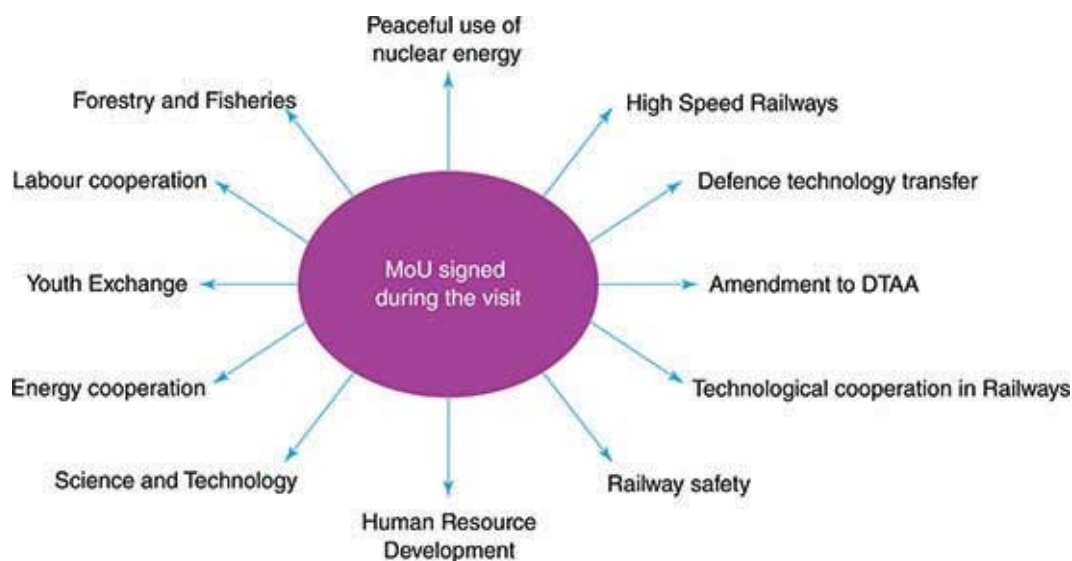 Peaceful use of
nuclear energy
High Speed Railways
Defence technology transfer
Amendment to DTAA
Technological cooperation in Railways
Railway safety
Human Resource
Development
Science and Technology
Energy cooperation
Youth Exchange
Labour cooperation
Forestry and Fisheries
MoU signed
during the visit